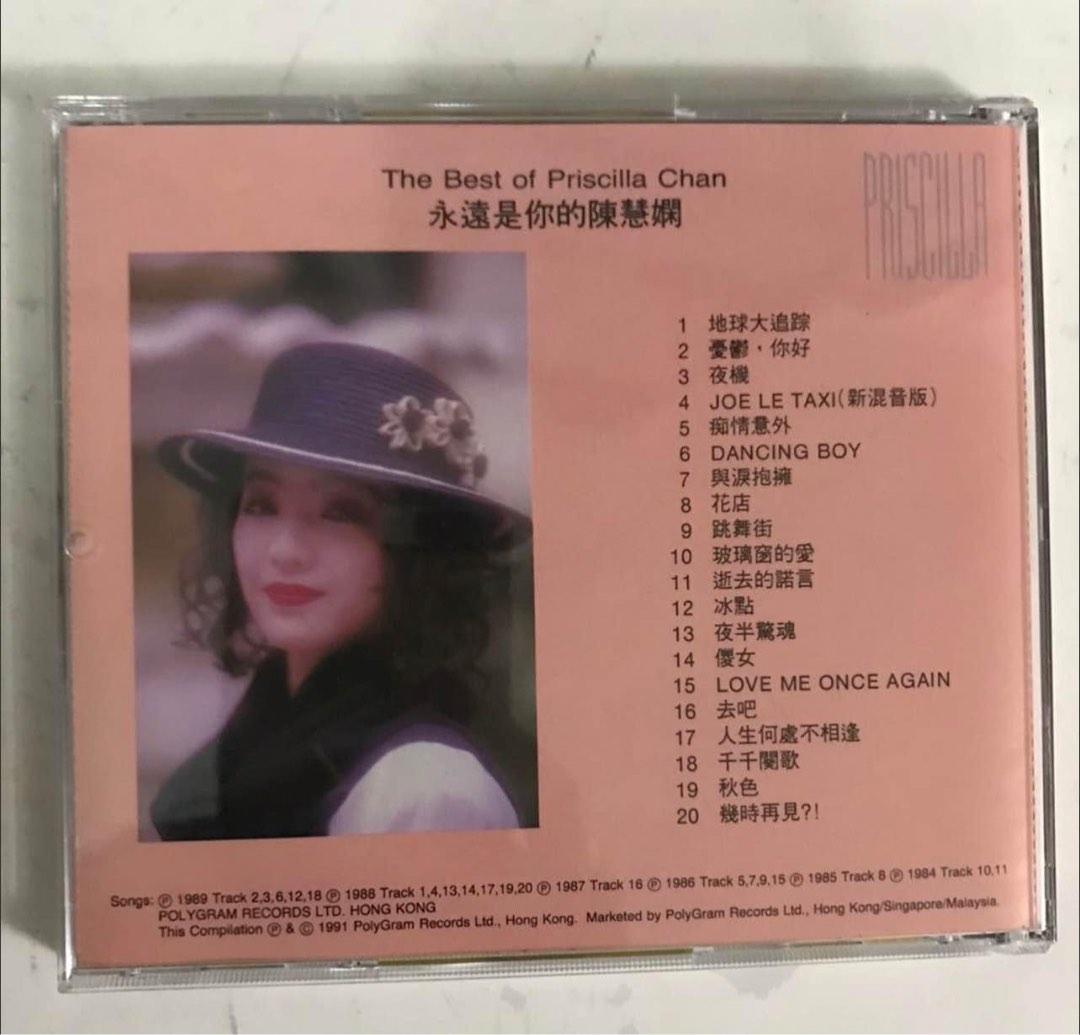 The Best of Priscilla Chan
永遠是你的陳慧嫻
PRISCILLA
1 地球大追踪
2 憂鬱，你好
3 夜機
4 JOE LE TAXI(新混音版)
5 痴情意外
6 DANCING BOY
7 與淚抱擁
8 花店
9 跳舞街
10 玻璃窗的愛
11 逝去的諾言
12 冰點
13 夜半驚魂
14 傻女
15 LOVE ME ONCE AGAIN
16 去吧
17 人生何處不相逢
18 千千闋歌
19 秋色
20 幾時再見?!
Songs: ℗ 1989 Track 2,3,6,12,18 ℗ 1988 Track 1,4,13,14,17,19,20 ℗ 1987 Track 16 ℗ 1986 Track 5,7,9,15 ℗ 1985 Track 8 ℗ 1984 Track 10,11
POLYGRAM RECORDS LTD. HONG KONG
This Compilation ℗ & © 1991 PolyGram Records Ltd., Hong Kong. Marketed by PolyGram Records Ltd., Hong Kong/Singapore/Malaysia.